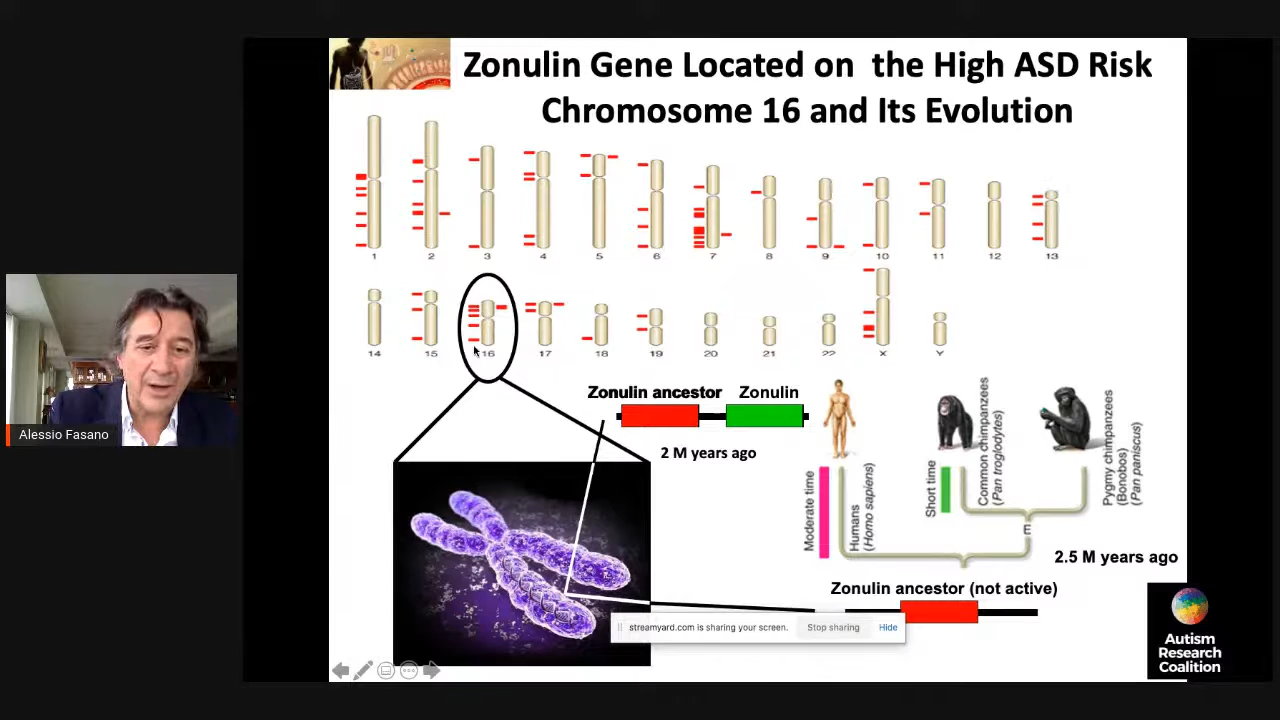 Zonulin Gene Located on the High ASD Risk
Chromosome 16 and Its Evolution
1 2 3 4 5 6 7 8 9 10 11 12 13
14 15 16 17 18 19 20 21 22 X Y
Alessio Fasano
Zonulin ancestor Zonulin
2 M years ago
Moderate time
Humans
(Homo sapiens)
Short time
Common chimpanzees
(Pan troglodytes)
Pygmy chimpanzees
(Bonobos)
(Pan paniscus)
E
2.5 M years ago
Zonulin ancestor (not active)
streamyard.com is sharing your screen. Stop sharing Hide
Autism
Research
Coalition